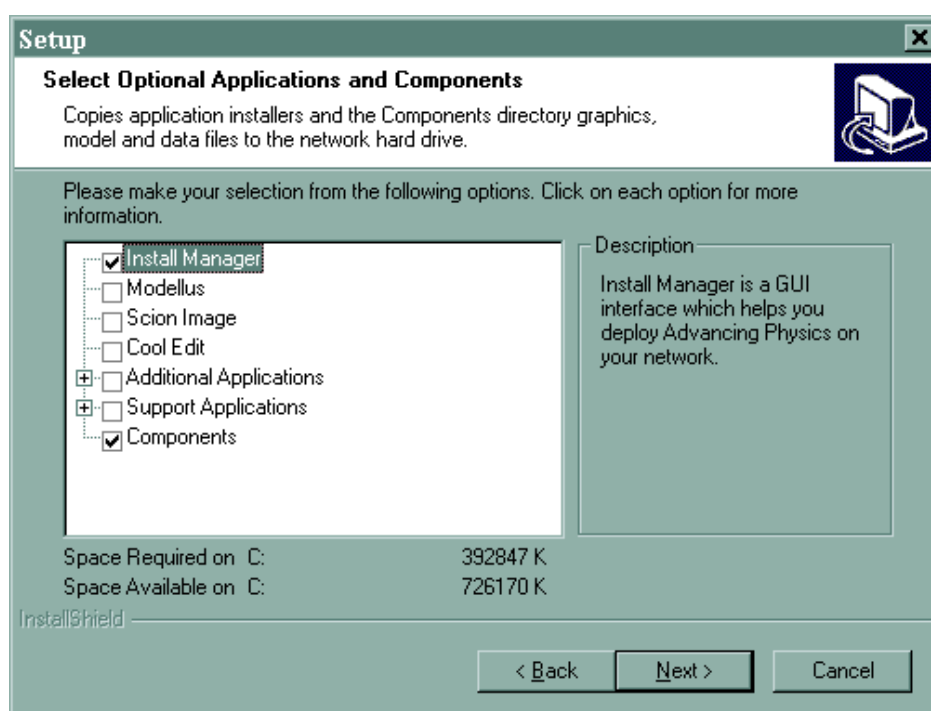 Setup
Select Optional Applications and Components
Copies application installers and the Components directory graphics,
model and data files to the network hard drive.
Please make your selection from the following options. Click on each option for more
information.
Install Manager
Modellus
Scion Image
Cool Edit
Additional Applications
Support Applications
Components
Description
Install Manager is a GUI
interface which helps you
deploy Advancing Physics on
your network.
Space Required on C: 392847 K
Space Available on C: 726170 K
InstallShield
< Back Next > Cancel